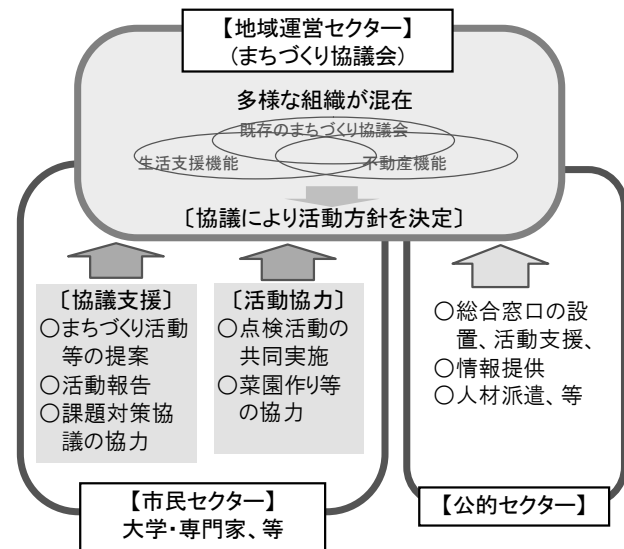 【地域運営セクター】
(まちづくり協議会)
多様な組織が混在
既存のまちづくり協議会
生活支援機能
不動産機能
〔協議により活動方針を決定〕
〔協議支援〕
○まちづくり活動
等の提案
○活動報告
○課題対策協
議の協力
〔活動協力〕
○点検活動の
共同実施
○菜園作り等
の協力
○総合窓口の設
置、活動支援、
○情報提供
○人材派遣、等
【市民セクター】
大学・専門家、等
【公的セクター】